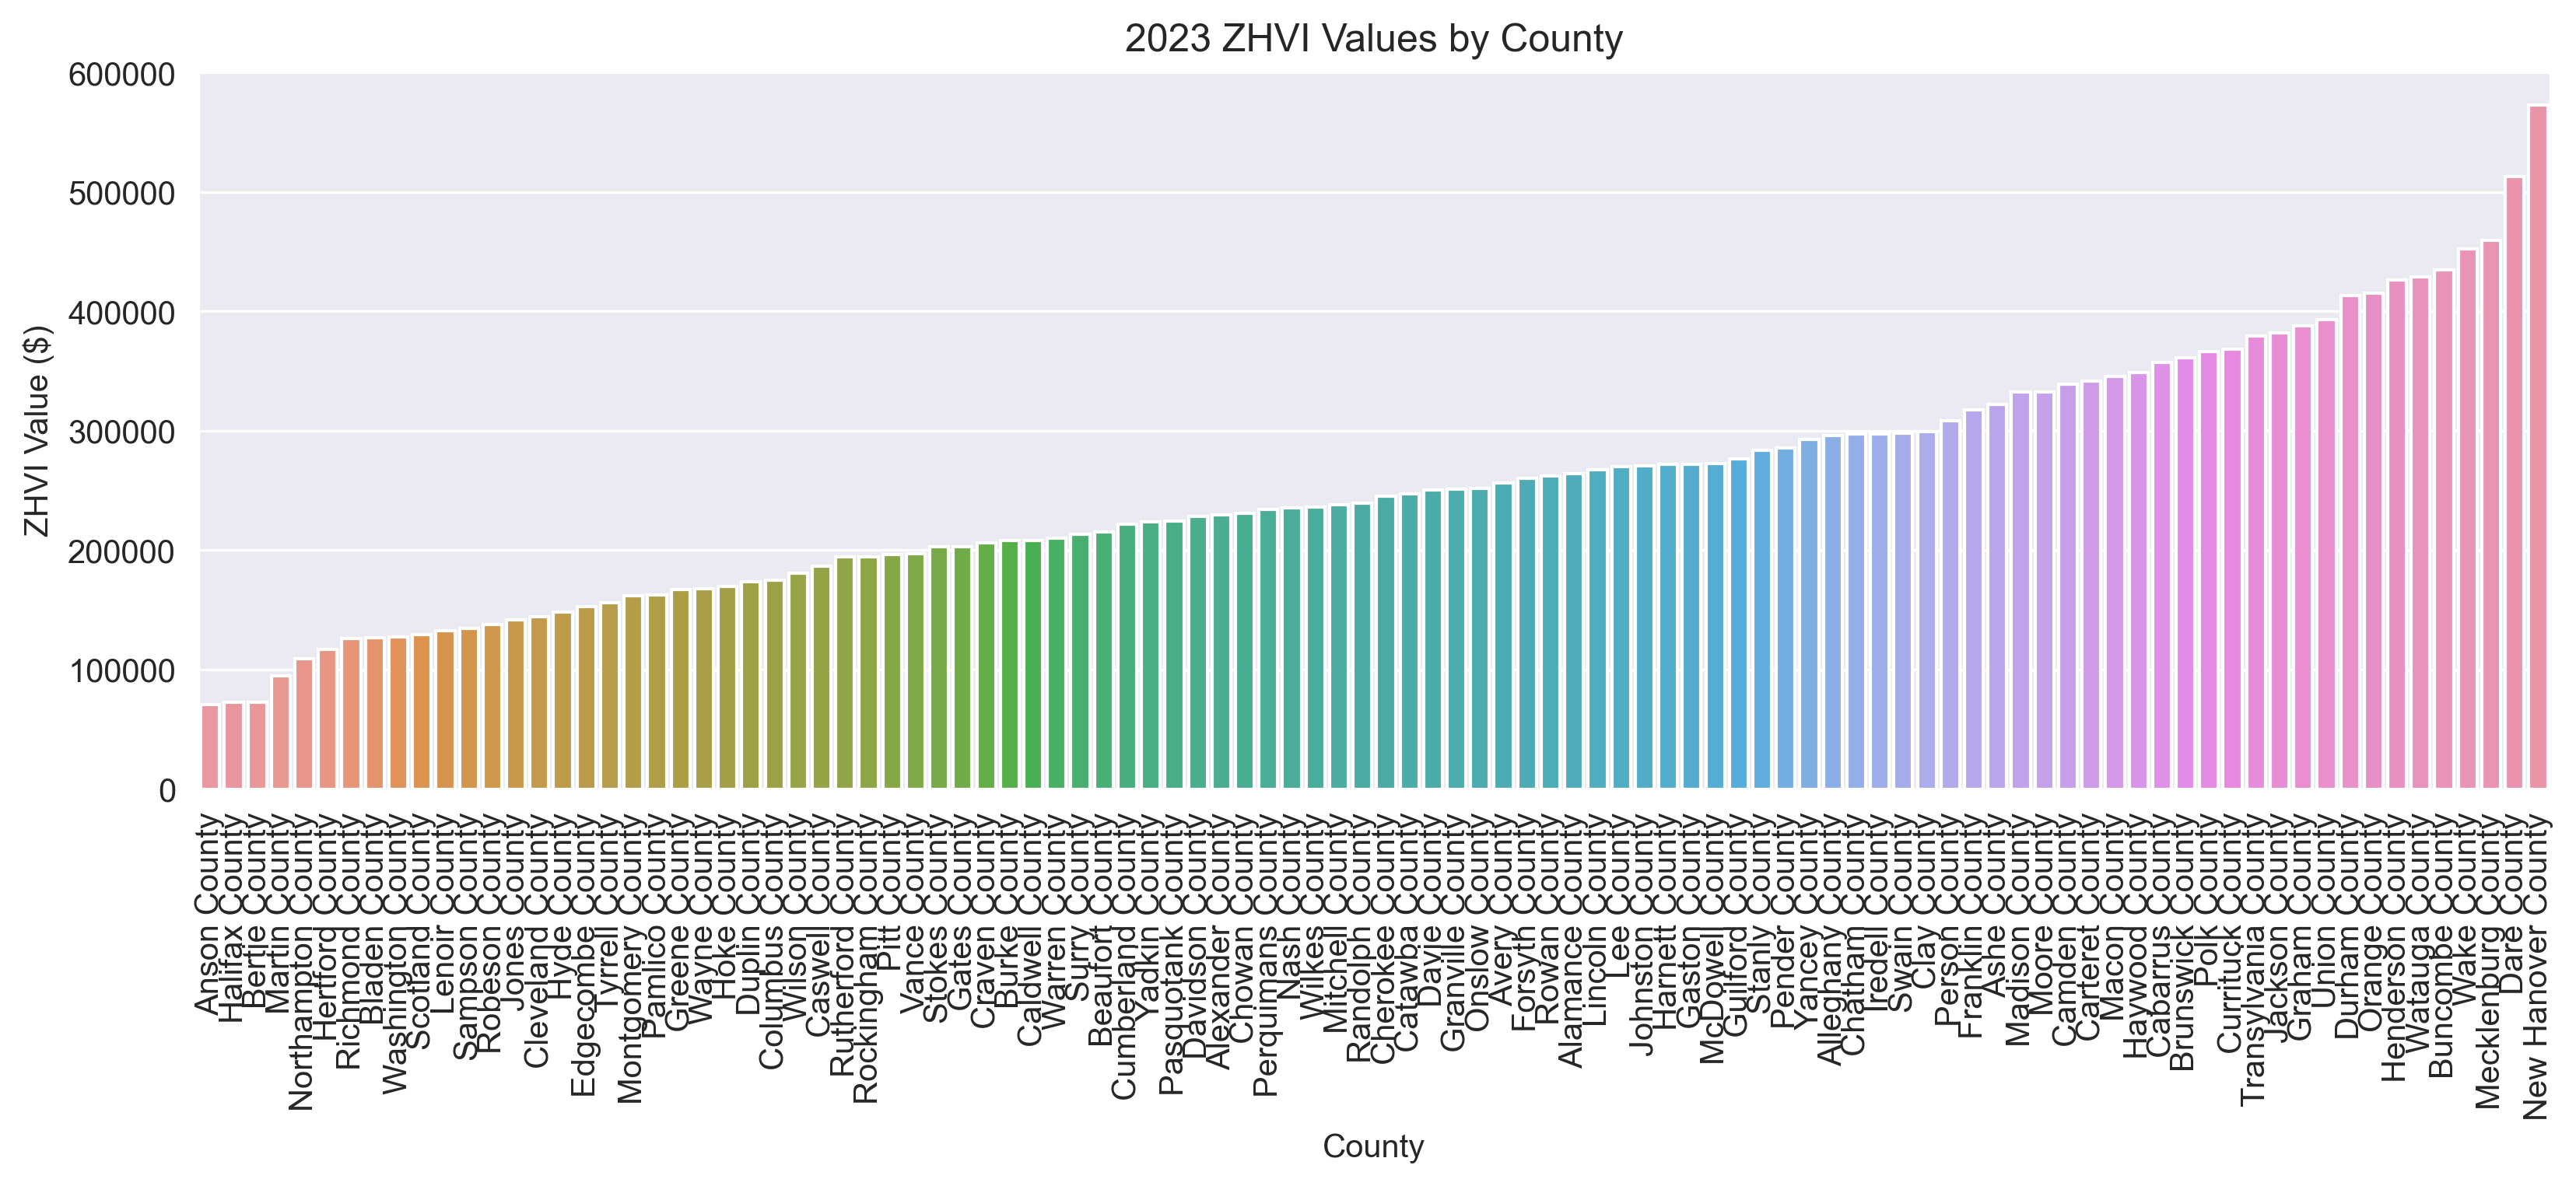 2023 ZHVI Values by County
600000
500000
400000
300000
200000
100000
0
ZHVI Value ($)
Anson County
Halifax County
Bertie County
Martin County
Northampton County
Hertford County
Richmond County
Bladen County
Washington County
Scotland County
Lenoir County
Sampson County
Robeson County
Jones County
Cleveland County
Hyde County
Edgecombe County
Tyrrell County
Montgomery County
Pamlico County
Greene County
Wayne County
Hoke County
Duplin County
Columbus County
Wilson County
Caswell County
Rutherford County
Rockingham County
Pitt County
Vance County
Stokes County
Gates County
Craven County
Burke County
Caldwell County
Warren County
Surry County
Beaufort County
Cumberland County
Yadkin County
Pasquotank County
Davidson County
Alexander County
Chowan County
Perquimans County
Nash County
Wilkes County
Mitchell County
Randolph County
Cherokee County
Catawba County
Davie County
Granville County
Onslow County
Avery County
Forsyth County
Rowan County
Alamance County
Lincoln County
Lee County
Johnston County
Harnett County
Gaston County
McDowell County
Guilford County
Stanly County
Pender County
Yancey County
Alleghany County
Chatham County
Iredell County
Swain County
Clay County
Person County
Franklin County
Ashe County
Madison County
Moore County
Camden County
Carteret County
Macon County
Haywood County
Cabarrus County
Brunswick County
Polk County
Currituck County
Transylvania County
Jackson County
Graham County
Union County
Durham County
Orange County
Henderson County
Watauga County
Buncombe County
Wake County
Mecklenburg County
Dare County
New Hanover County
County